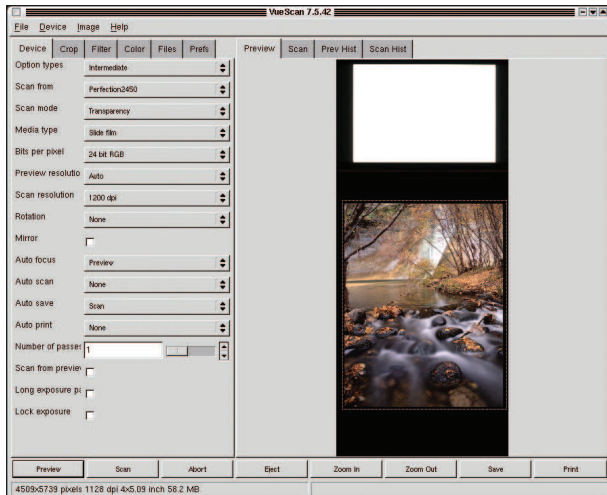 VueScan 7.5.42
File Device Image Help
Device Crop Filter Color Files Prefs
Preview Scan Prev Hist Scan Hist
Option types Intermediate
Scan from Perfection2450
Scan mode Transparency
Media type Slide film
Bits per pixel 24 bit RGB
Preview resolutio Auto
Scan resolution 1200 dpi
Rotation None
Mirror
Auto focus Preview
Auto scan None
Auto save Scan
Auto print None
Number of passes 1
Scan from preview
Long exposure pa
Lock exposure
Preview Scan Abort Eject Zoom In Zoom Out Save Print
4509x5739 pixels 1128 dpi 4x5.09 inch 58.2 MB